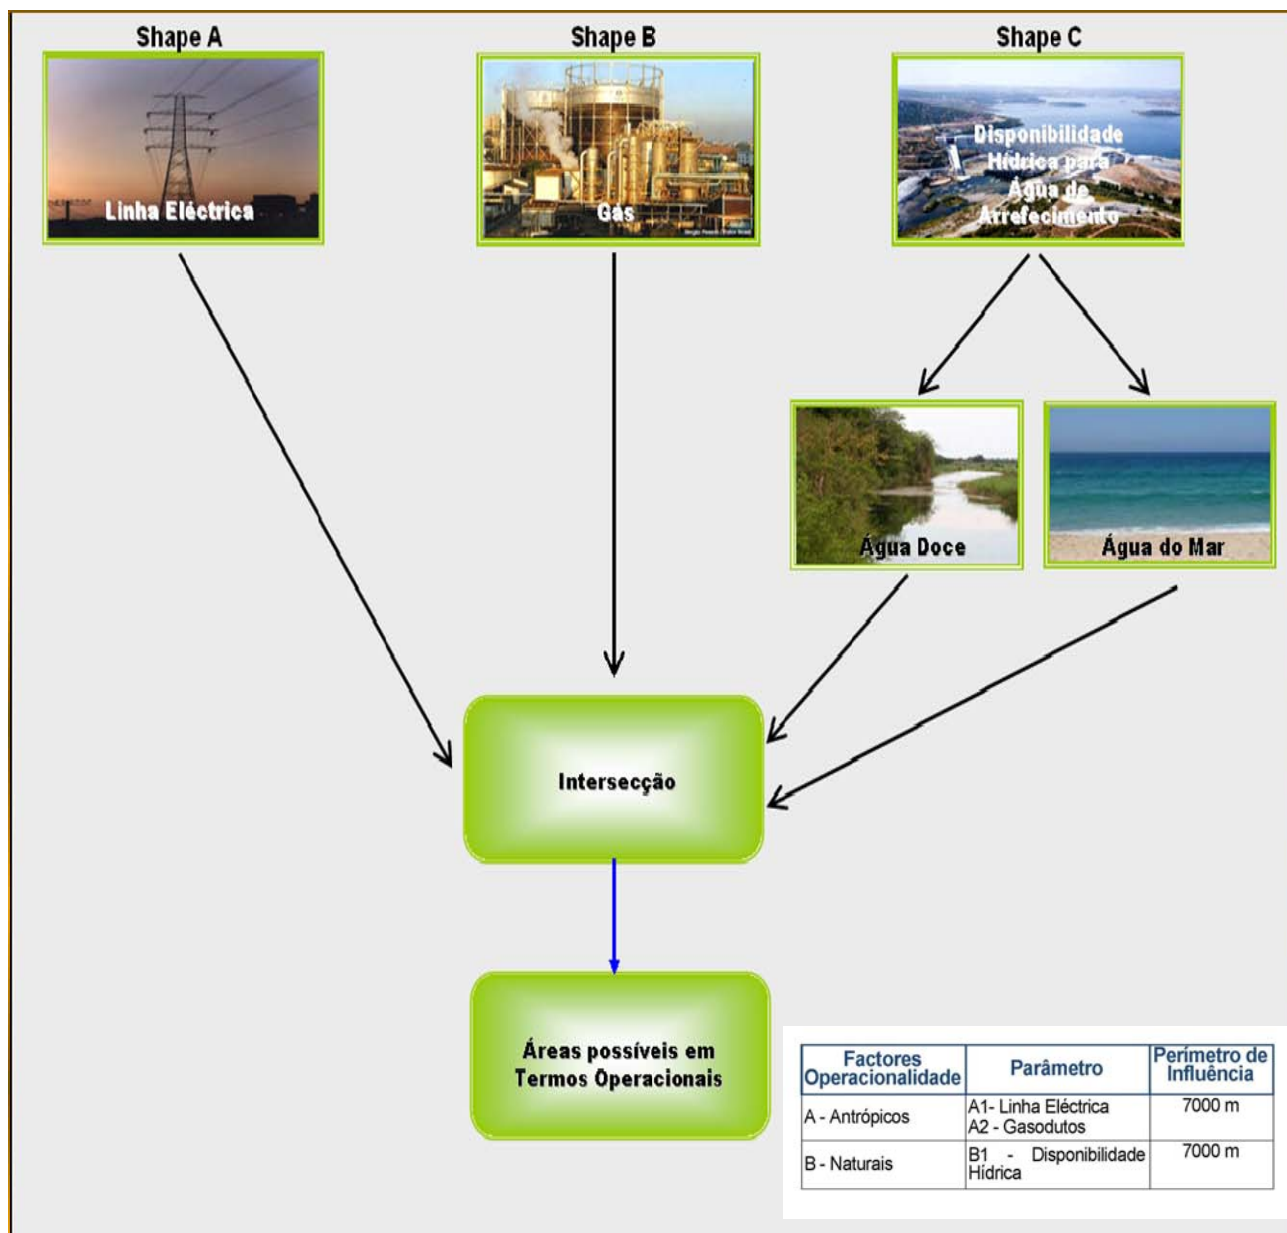 Shape A
Shape B
Shape C
Linha Eléctrica
Gás
Disponibilidade
Hídrica para
Água de
Arrefecimento
Água Doce
Água do Mar
Intersecção
Áreas possíveis em
Termos Operacionais
Factores
Operacionalidade
Parâmetro
Perímetro de
Influência
A - Antrópicos
A1- Linha Eléctrica
A2 - Gasodutos
7000 m
B - Naturais
B1 - Disponibilidade
Hídrica
7000 m